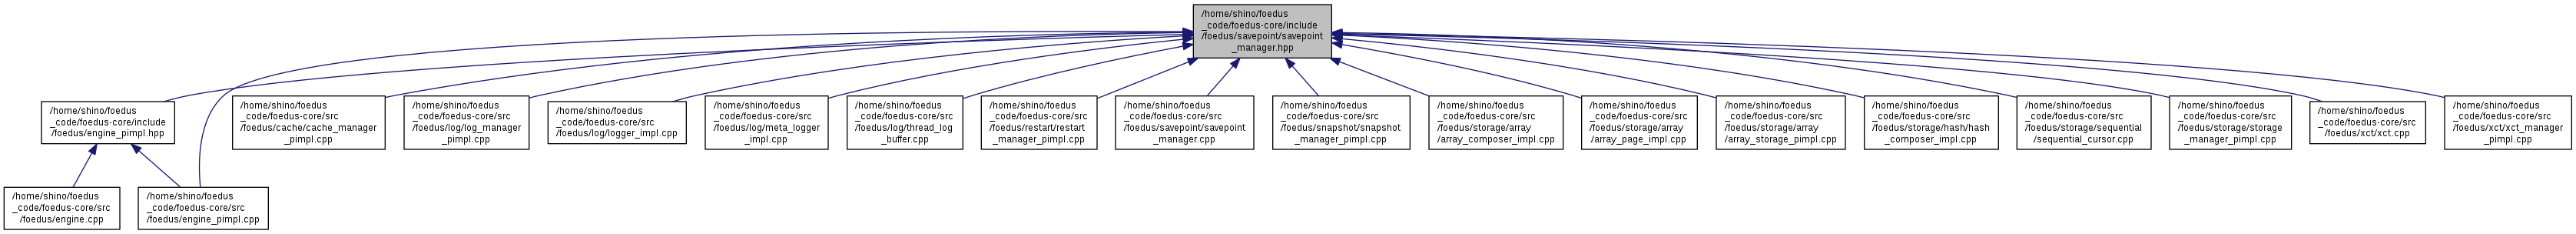 /home/shino/foedus
_code/foedus-core/include
/foedus/savepoint/savepoint
_manager.hpp
/home/shino/foedus
_code/foedus-core/include
/foedus/engine_pimpl.hpp
/home/shino/foedus
_code/foedus-core/src
/foedus/cache/cache_manager
_pimpl.cpp
/home/shino/foedus
_code/foedus-core/src
/foedus/log/log_manager
_pimpl.cpp
/home/shino/foedus
_code/foedus-core/src
/foedus/log/logger_impl.cpp
/home/shino/foedus
_code/foedus-core/src
/foedus/log/meta_logger
_impl.cpp
/home/shino/foedus
_code/foedus-core/src
/foedus/log/thread_log
_buffer.cpp
/home/shino/foedus
_code/foedus-core/src
/foedus/restart/restart
_manager_pimpl.cpp
/home/shino/foedus
_code/foedus-core/src
/foedus/savepoint/savepoint
_manager.cpp
/home/shino/foedus
_code/foedus-core/src
/foedus/snapshot/snapshot
_manager_pimpl.cpp
/home/shino/foedus
_code/foedus-core/src
/foedus/storage/array
/array_composer_impl.cpp
/home/shino/foedus
_code/foedus-core/src
/foedus/storage/array
/array_page_impl.cpp
/home/shino/foedus
_code/foedus-core/src
/foedus/storage/array
/array_storage_pimpl.cpp
/home/shino/foedus
_code/foedus-core/src
/foedus/storage/hash/hash
_composer_impl.cpp
/home/shino/foedus
_code/foedus-core/src
/foedus/storage/sequential
/sequential_cursor.cpp
/home/shino/foedus
_code/foedus-core/src
/foedus/storage/storage
_manager_pimpl.cpp
/home/shino/foedus
_code/foedus-core/src
/foedus/xct/xct.cpp
/home/shino/foedus
_code/foedus-core/src
/foedus/xct/xct_manager
_pimpl.cpp
/home/shino/foedus
_code/foedus-core/src
/foedus/engine.cpp
/home/shino/foedus
_code/foedus-core/src
/foedus/engine_pimpl.cpp